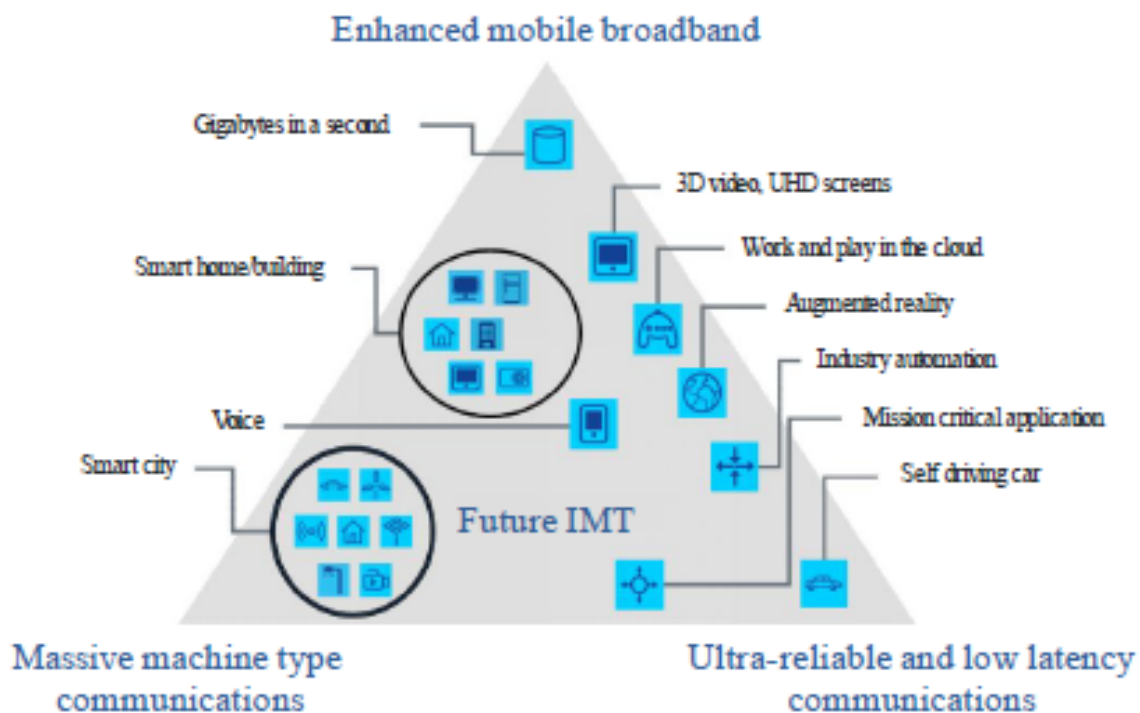 Enhanced mobile broadband
Gigabytes in a second
3D video, UHD screens
Smart home/building
Work and play in the cloud
Augmented reality
Industry automation
Voice
Mission critical application
Smart city
Self driving car
Future IMT
Massive machine type
communications
Ultra-reliable and low latency
communications